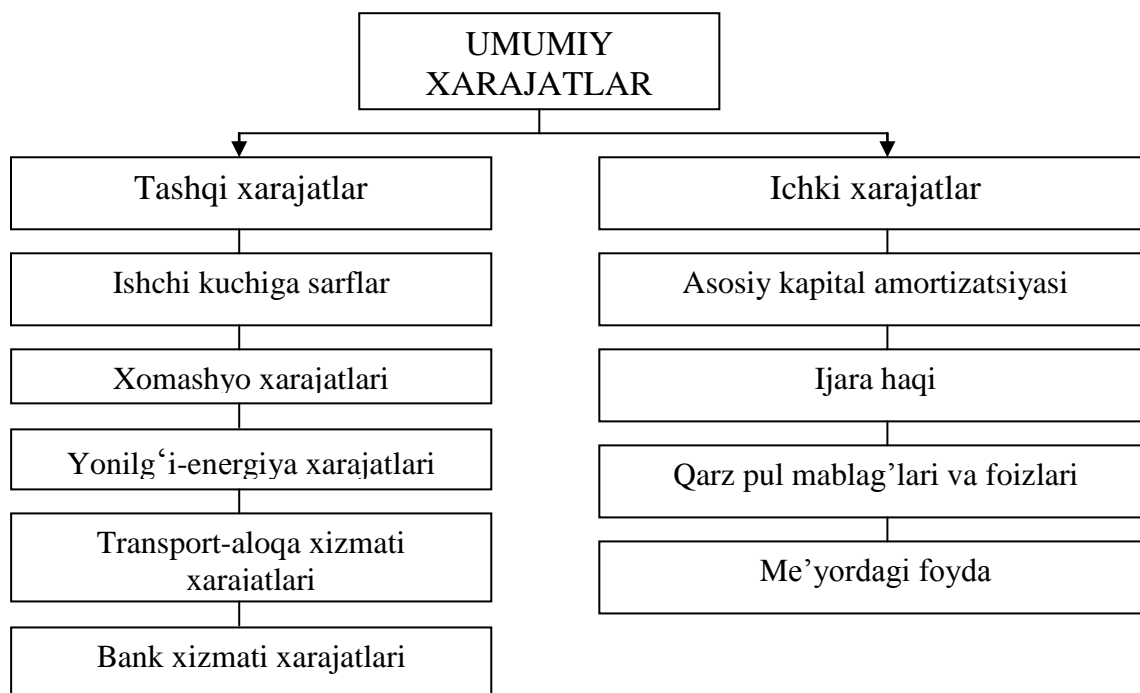 UMUMIY
XARAJATLAR
Tashqi xarajatlar
Ishchi kuchiga sarflar
Xomashyo xarajatlari
Yonilg‘i-energiya xarajatlari
Transport-aloqa xizmati
xarajatlari
Bank xizmati xarajatlari
Ichki xarajatlar
Asosiy kapital amortizatsiyasi
Ijara haqi
Qarz pul mablag’lari va foizlari
Me’yordagi foyda